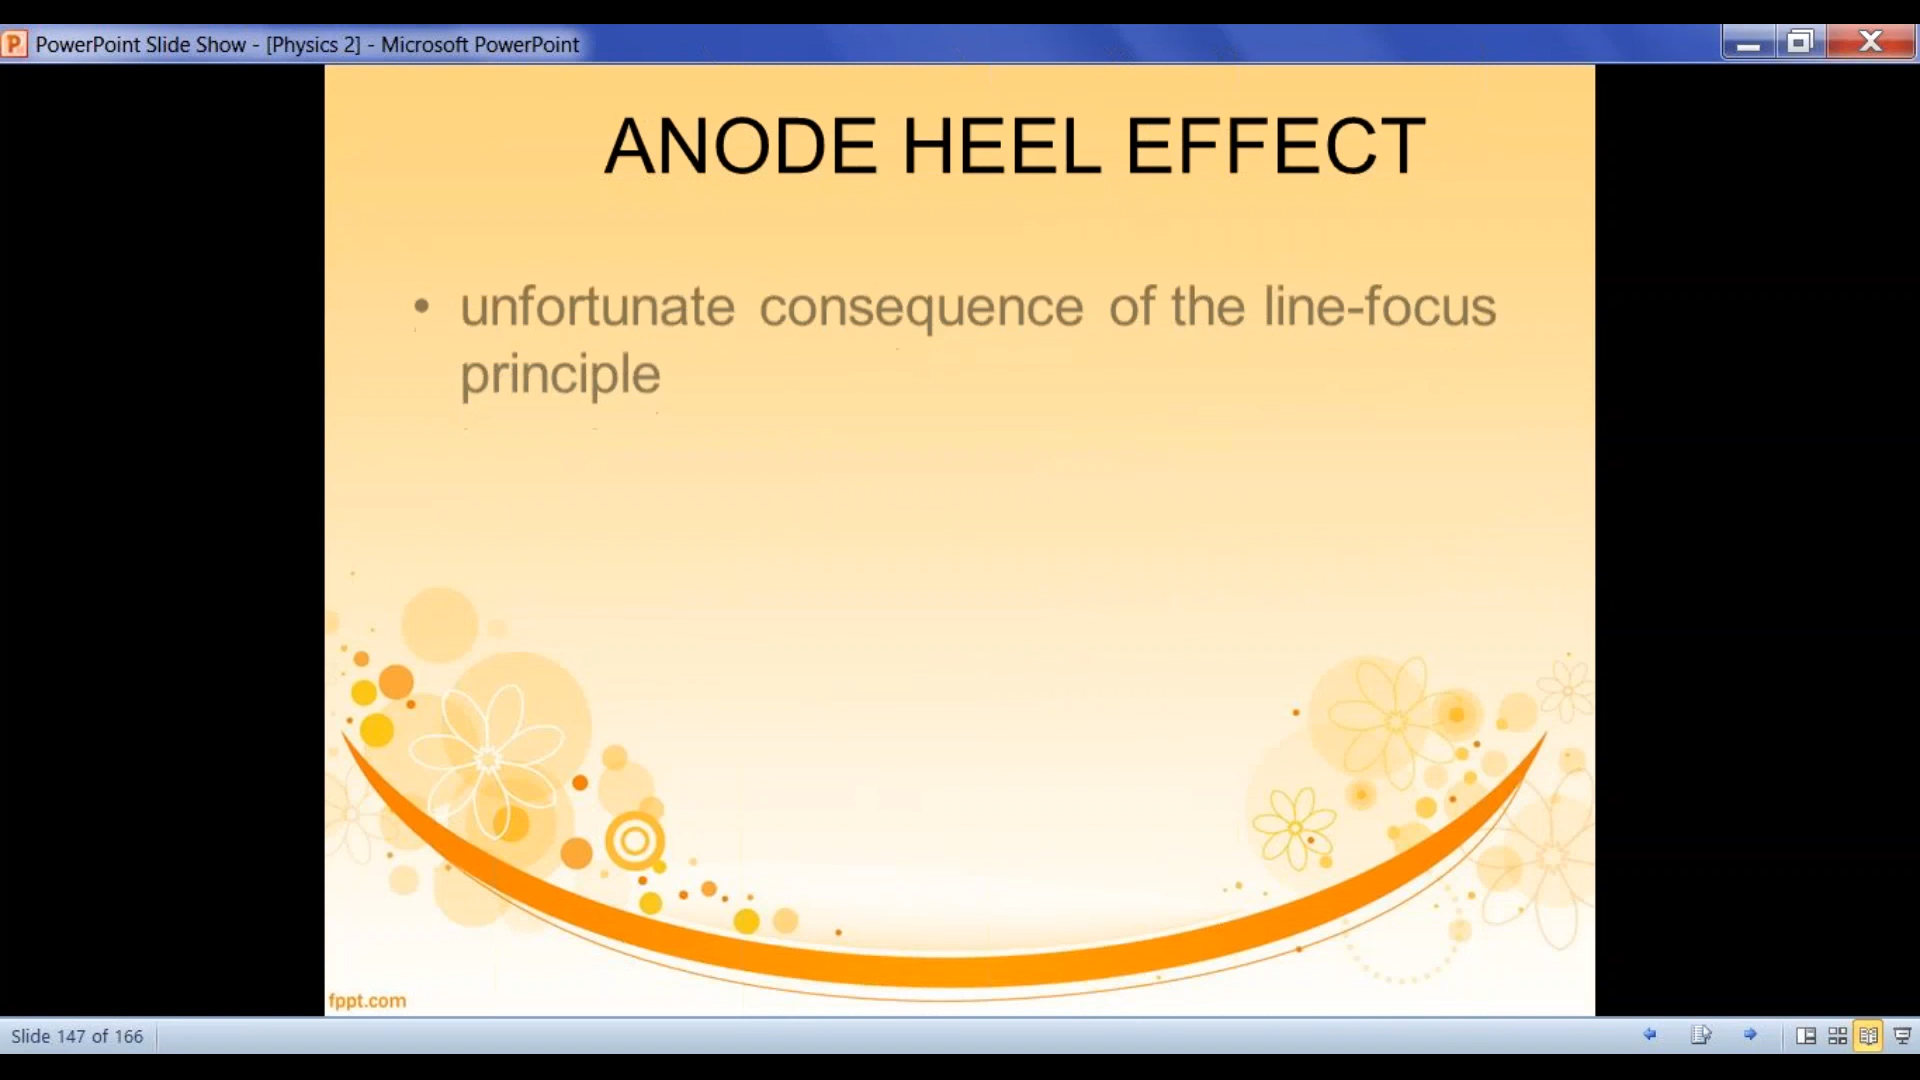 PowerPoint Slide Show - [Physics 2] - Microsoft PowerPoint
ANODE HEEL EFFECT
• unfortunate consequence of the line-focus
principle
fppt.com
Slide 147 of 166